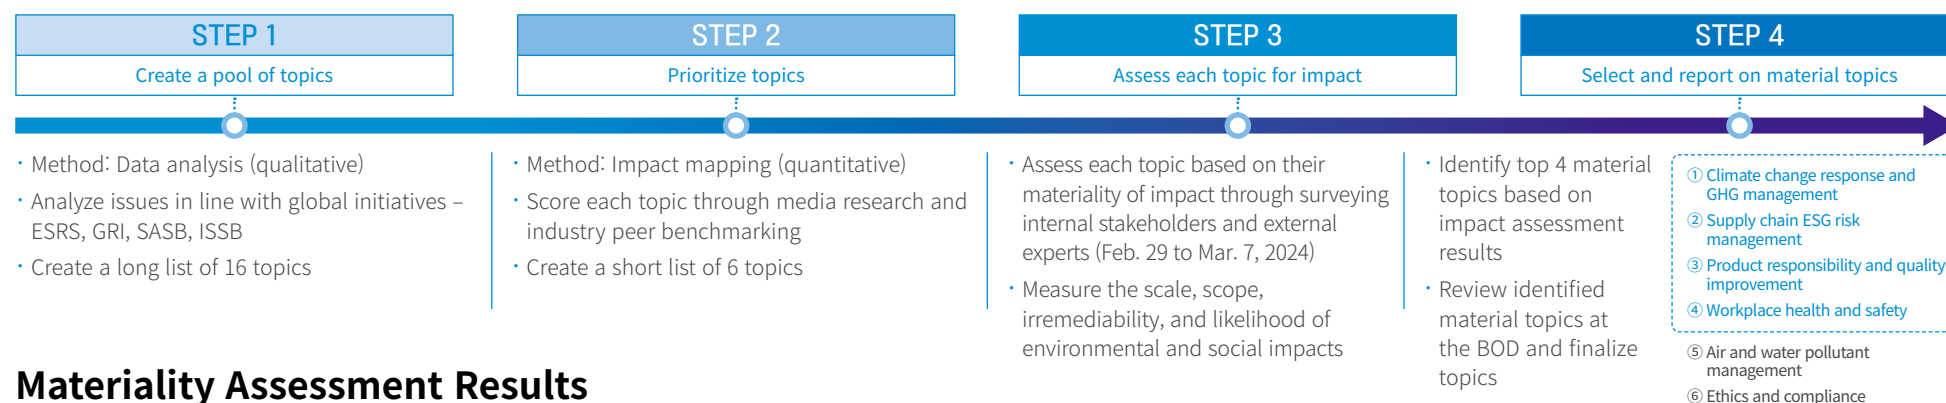 STEP 1
Create a pool of topics
STEP 2
Prioritize topics
STEP 3
Assess each topic for impact
STEP 4
Select and report on material topics
· Method: Data analysis (qualitative)
· Analyze issues in line with global initiatives –
ESRS, GRI, SASB, ISSB
· Create a long list of 16 topics
· Method: Impact mapping (quantitative)
· Score each topic through media research and
industry peer benchmarking
· Create a short list of 6 topics
· Assess each topic based on their
materiality of impact through surveying
internal stakeholders and external
experts (Feb. 29 to Mar. 7, 2024)
· Measure the scale, scope,
irremediability, and likelihood of
environmental and social impacts
· Identify top 4 material
topics based on
impact assessment
results
· Review identified
material topics at
the BOD and finalize
topics
① Climate change response and
GHG management
② Supply chain ESG risk
management
③ Product responsibility and quality
improvement
④ Workplace health and safety
⑤ Air and water pollutant
management
⑥ Ethics and compliance
Materiality Assessment Results